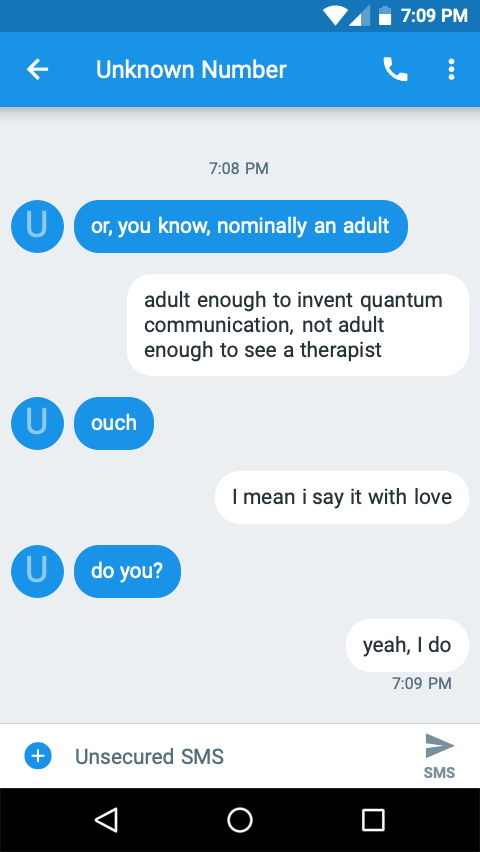 7:09 PM
Unknown Number
7:08 PM
U
or, you know, nominally an adult
adult enough to invent quantum
communication, not adult
enough to see a therapist
U
ouch
I mean i say it with love
U
do you?
yeah, I do
7:09 PM
Unsecured SMS
SMS